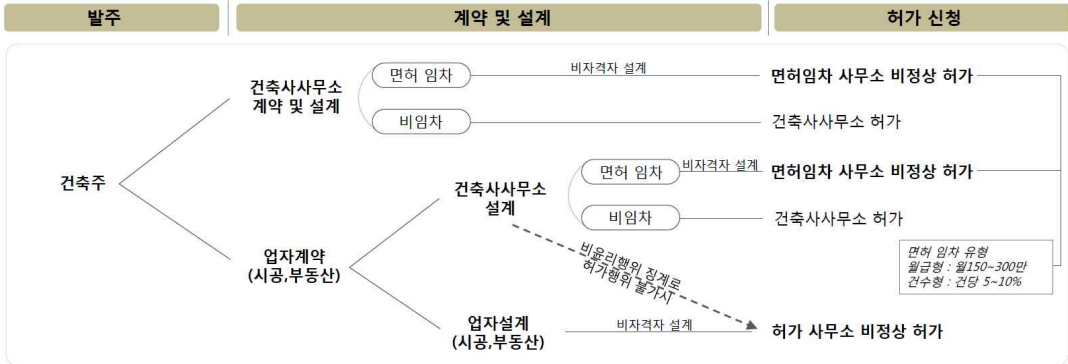 발주
계약 및 설계
허가 신청
건축주
건축사사무소
계약 및 설계
면허 임차
비자격자 설계
면허임차 사무소 비정상 허가
비임차
건축사사무소 허가
업자계약
(시공,부동산)
건축사사무소
설계
면허 임차
비자격자 설계
면허임차 사무소 비정상 허가
비임차
건축사사무소 허가
비윤리행위 징계로
허가행위 불가시
면허 임차 유형
월급형 : 월150~300만
건수형 : 건당 5~10%
업자설계
(시공,부동산)
비자격자 설계
허가 사무소 비정상 허가